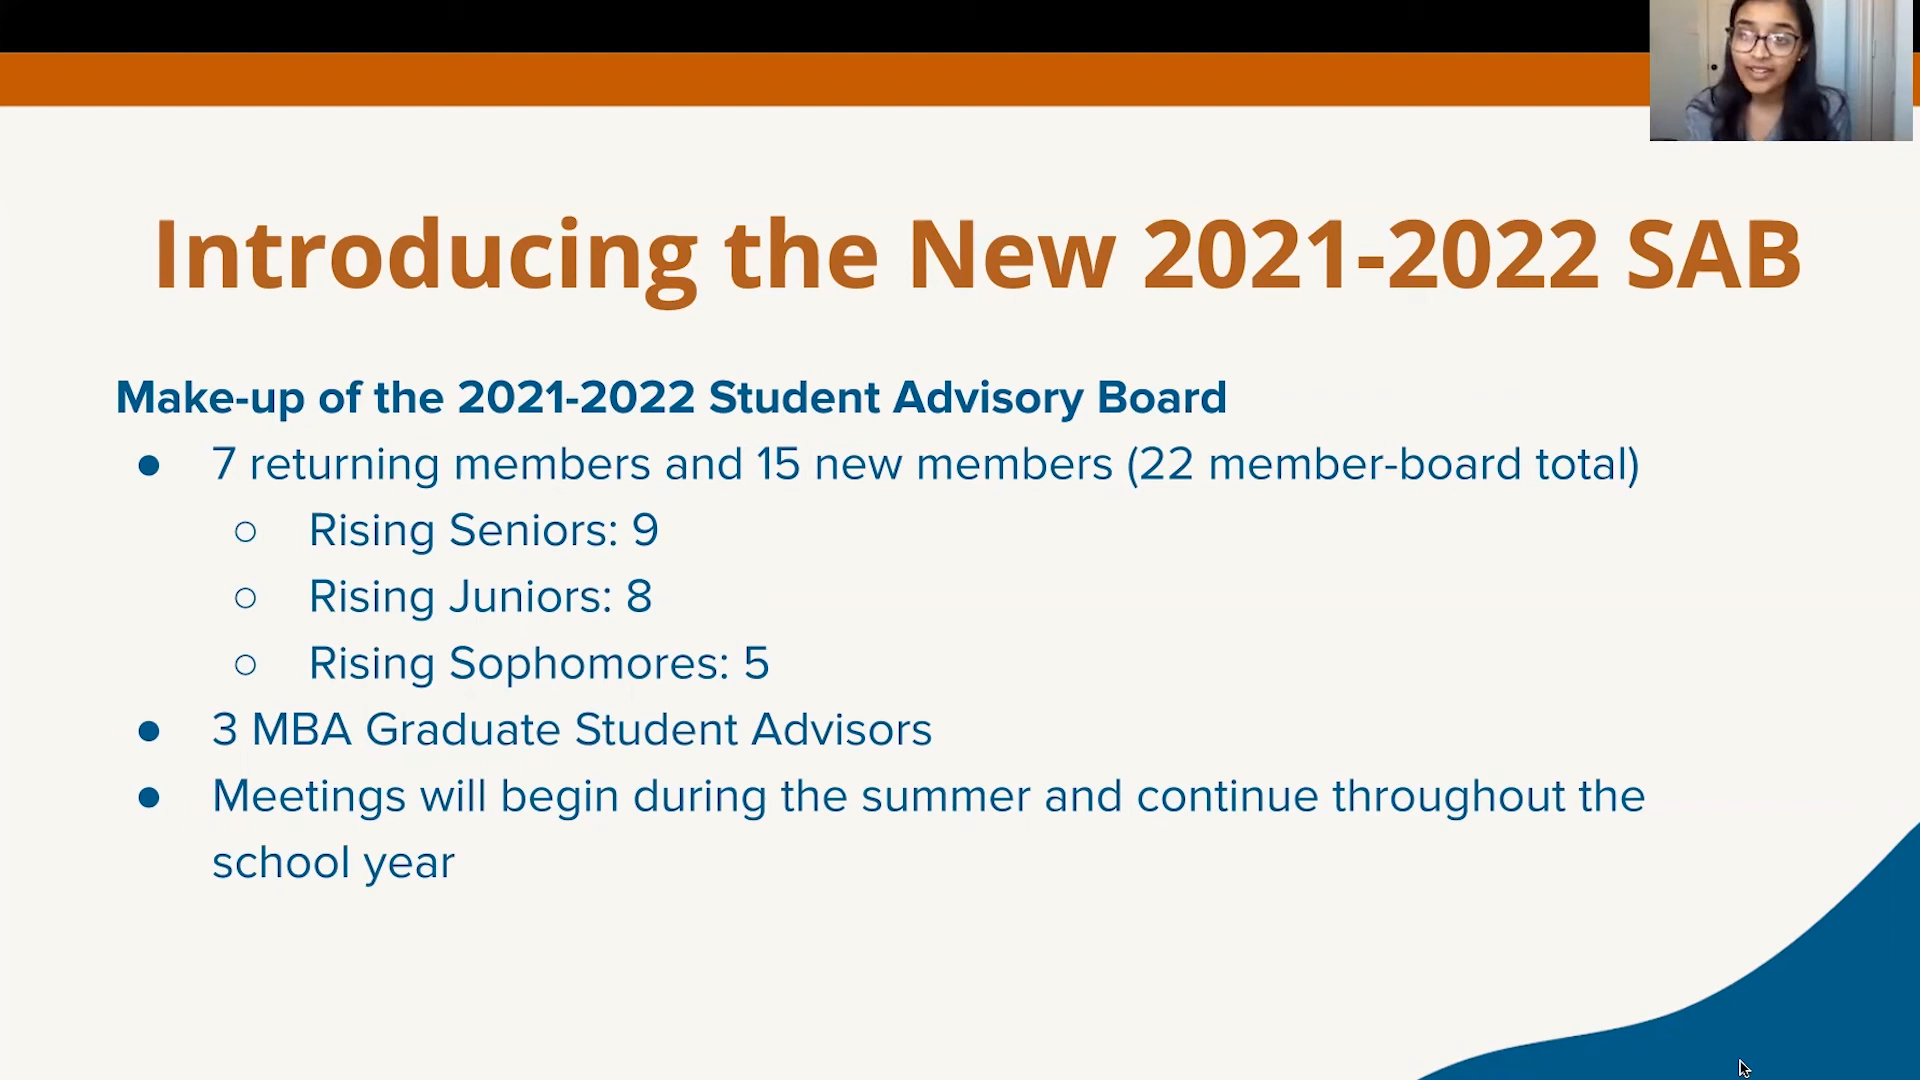 Introducing the New 2021-2022 SAB
Make-up of the 2021-2022 Student Advisory Board
● 7 returning members and 15 new members (22 member-board total)
○ Rising Seniors: 9
○ Rising Juniors: 8
○ Rising Sophomores: 5
● 3 MBA Graduate Student Advisors
● Meetings will begin during the summer and continue throughout the
school year